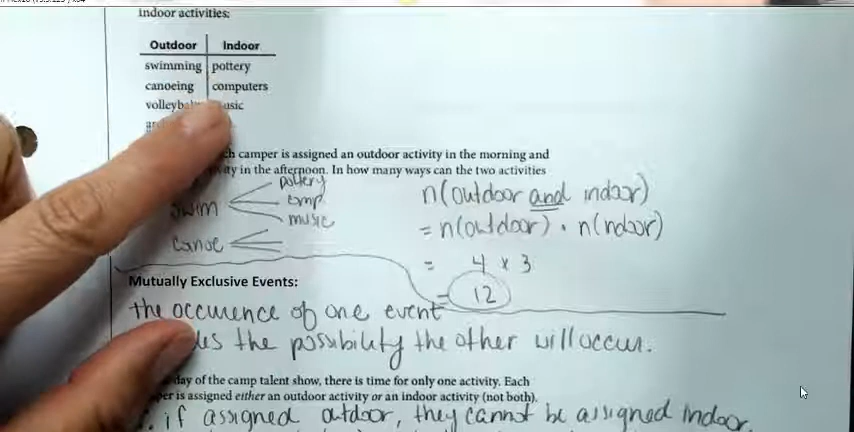 indoor activities:
Outdoor Indoor
swimming pottery
canoeing computers
camper is assigned an outdoor activity in the morning and
in the afternoon. In how many ways can the two activities
pottery
swim comp
music
canoe
n(outdoor and indoor)
= n(outdoor) · n(indoor)
= 4 x 3
= 12
Mutually Exclusive Events:
the occurence of one event
the possibility the other will occur.
day of the camp talent show, there is time for only one activity. Each
is assigned either an outdoor activity or an indoor activity (not both).
∴ if assigned outdoor, they cannot be assigned indoor.